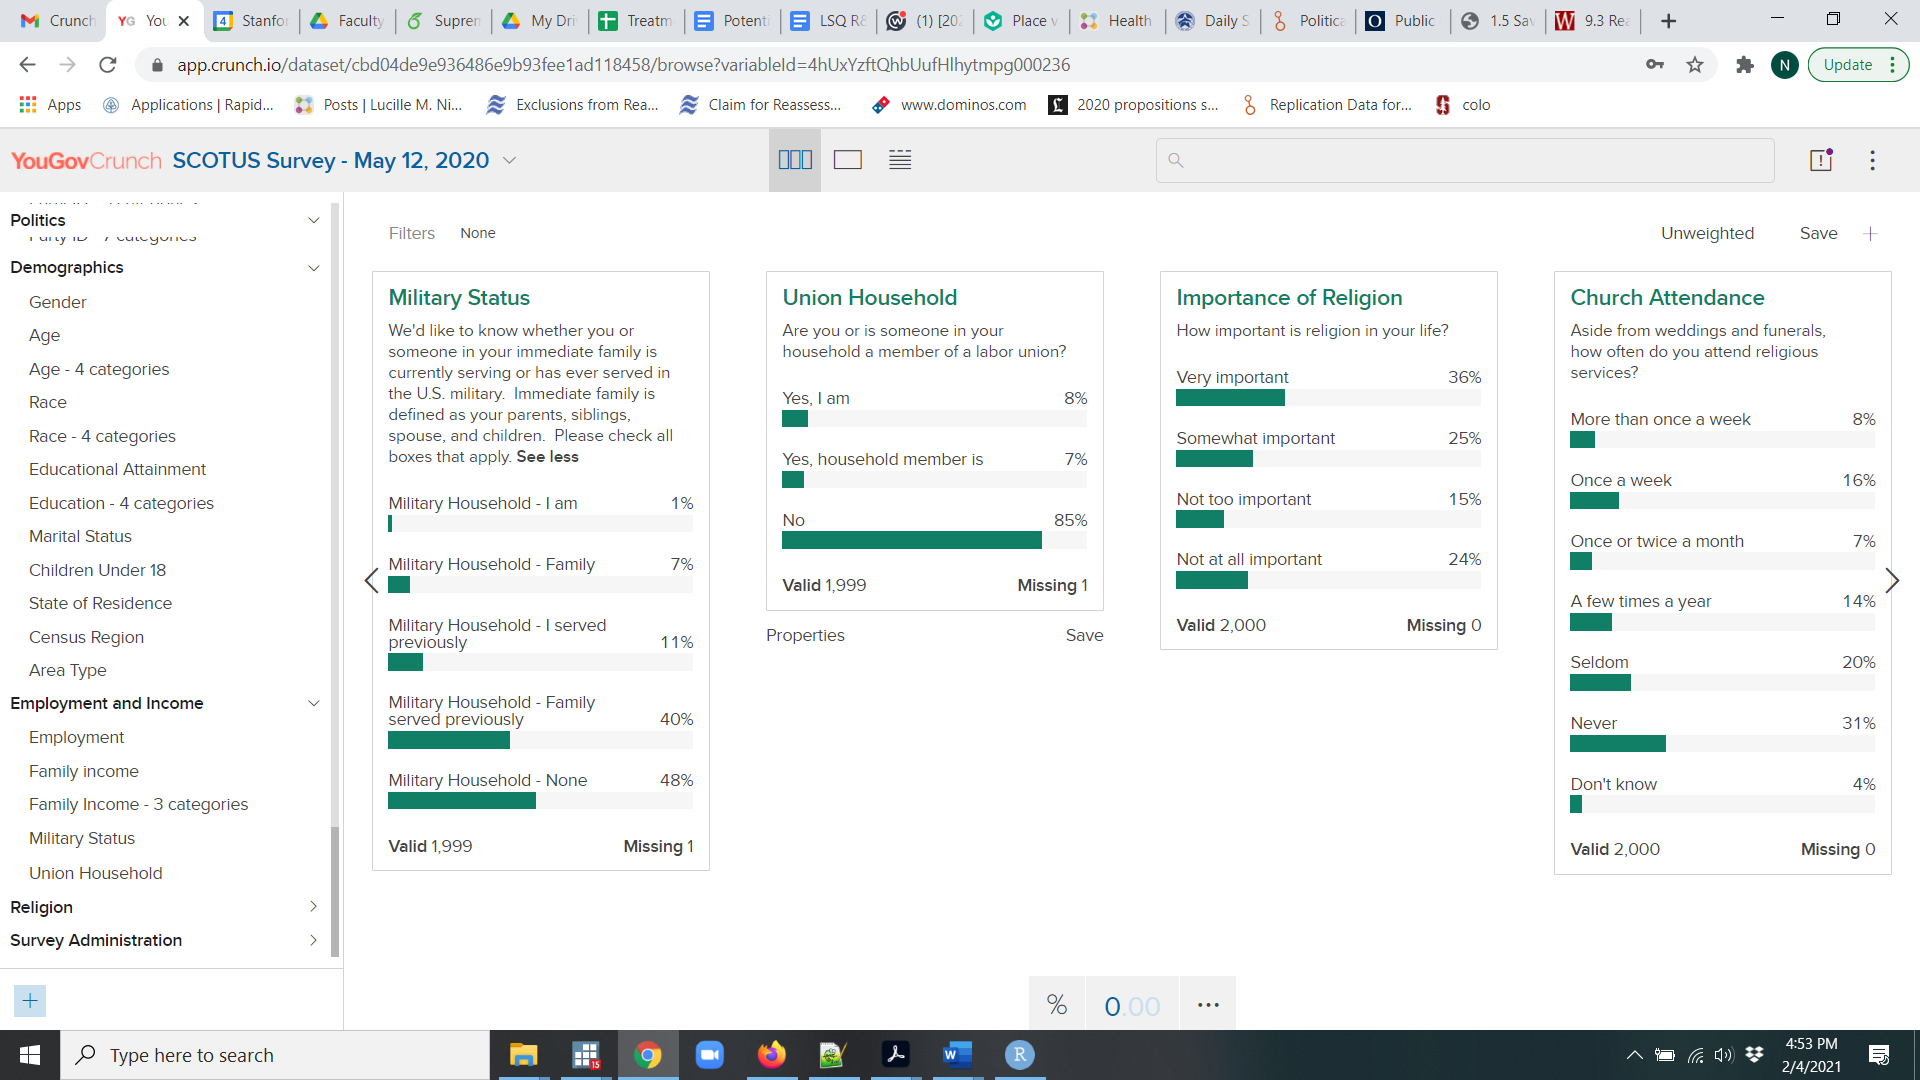 Crunch
YG You
Stanfo
Faculty
Suprem
My Dri
Treatm
Potenti
LSQ R&
(1) [202
Place v
Health
Daily S
Politica
Public
1.5 Sav
9.3 Rea
app.crunch.io/dataset/cbd04de9e936486e9b93fee1ad118458/browse?variableId=4hUxYzftQhbUufHlhytmpg000236
N
Update
Apps
Applications | Rapid...
Posts | Lucille M. Ni...
Exclusions from Rea...
Claim for Reassess...
www.dominos.com
2020 propositions s...
Replication Data for...
colo
YouGovCrunch SCOTUS Survey - May 12, 2020
Politics
Party ID - 7 categories
Demographics
Gender
Age
Age - 4 categories
Race
Race - 4 categories
Educational Attainment
Education - 4 categories
Marital Status
Children Under 18
State of Residence
Census Region
Area Type
Employment and Income
Employment
Family income
Family Income - 3 categories
Military Status
Union Household
Religion
Survey Administration
+
Filters None
Unweighted Save +
Military Status
We'd like to know whether you or
someone in your immediate family is
currently serving or has ever served in
the U.S. military. Immediate family is
defined as your parents, siblings,
spouse, and children. Please check all
boxes that apply. See less
Military Household - I am 1%
Military Household - Family 7%
Military Household - I served
previously 11%
Military Household - Family
served previously 40%
Military Household - None 48%
Valid 1,999 Missing 1
Union Household
Are you or is someone in your
household a member of a labor union?
Yes, I am 8%
Yes, household member is 7%
No 85%
Valid 1,999 Missing 1
Properties Save
Importance of Religion
How important is religion in your life?
Very important 36%
Somewhat important 25%
Not too important 15%
Not at all important 24%
Valid 2,000 Missing 0
Church Attendance
Aside from weddings and funerals,
how often do you attend religious
services?
More than once a week 8%
Once a week 16%
Once or twice a month 7%
A few times a year 14%
Seldom 20%
Never 31%
Don't know 4%
Valid 2,000 Missing 0
% 0.00 ...
Type here to search
15
4:53 PM
2/4/2021